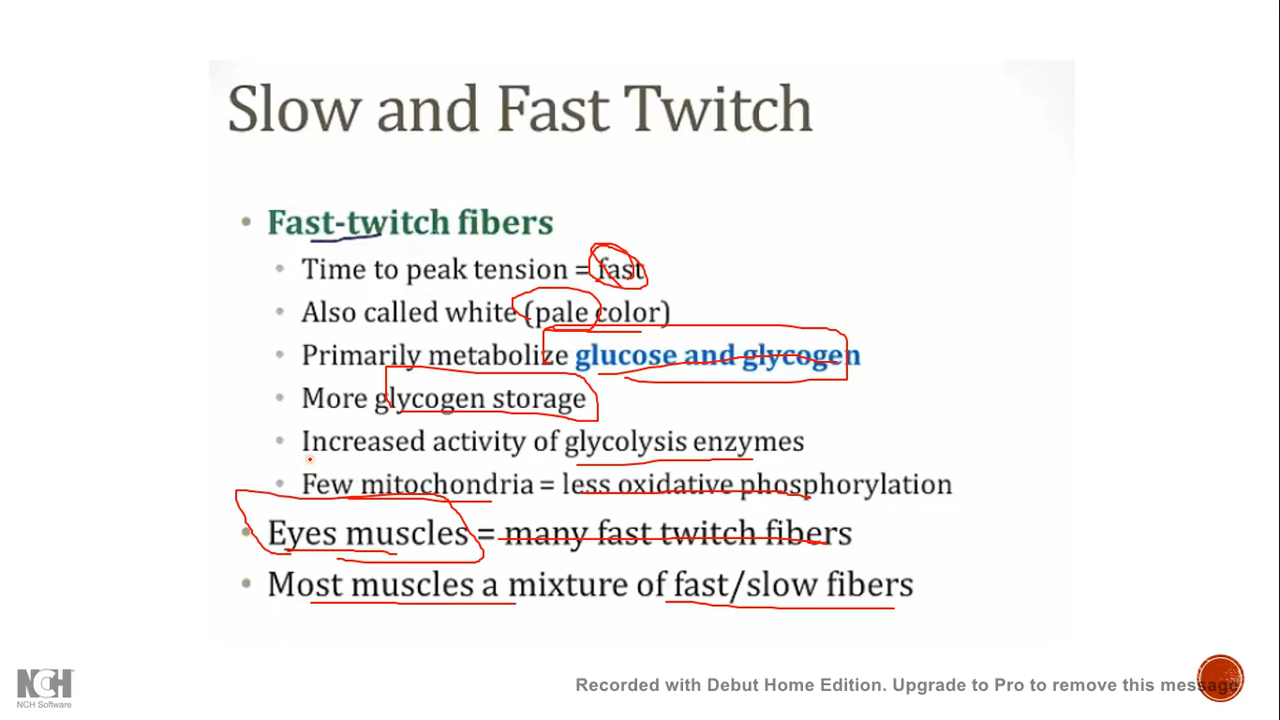 Slow and Fast Twitch
• Fast-twitch fibers
• Time to peak tension = fast
• Also called white (pale color)
• Primarily metabolize glucose and glycogen
• More glycogen storage
• Increased activity of glycolysis enzymes
• Few mitochondria = less oxidative phosphorylation
• Eyes muscles = many fast twitch fibers
• Most muscles a mixture of fast/slow fibers
NCH
NCH Software
Recorded with Debut Home Edition. Upgrade to Pro to remove this message